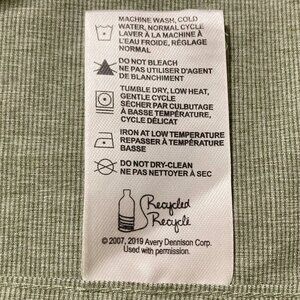 MACHINE WASH, COLD
WATER, NORMAL CYCLE
LAVER À LA MACHINE À
L'EAU FROIDE, RÉGLAGE
NORMAL
DO NOT BLEACH
NE PAS UTILISER D'AGENT
DE BLANCHIMENT
TUMBLE DRY, LOW HEAT,
GENTLE CYCLE
SÉCHER PAR CULBUTAGE
À BASSE TEMPÉRATURE,
CYCLE DÉLICAT
IRON AT LOW TEMPERATURE
REPASSER À TEMPÉRATURE
BASSE
DO NOT DRY-CLEAN
NE PAS NETTOYER À SEC
Recycled
Recyclé
© 2007, 2019 Avery Dennison Corp.
Used with permission.